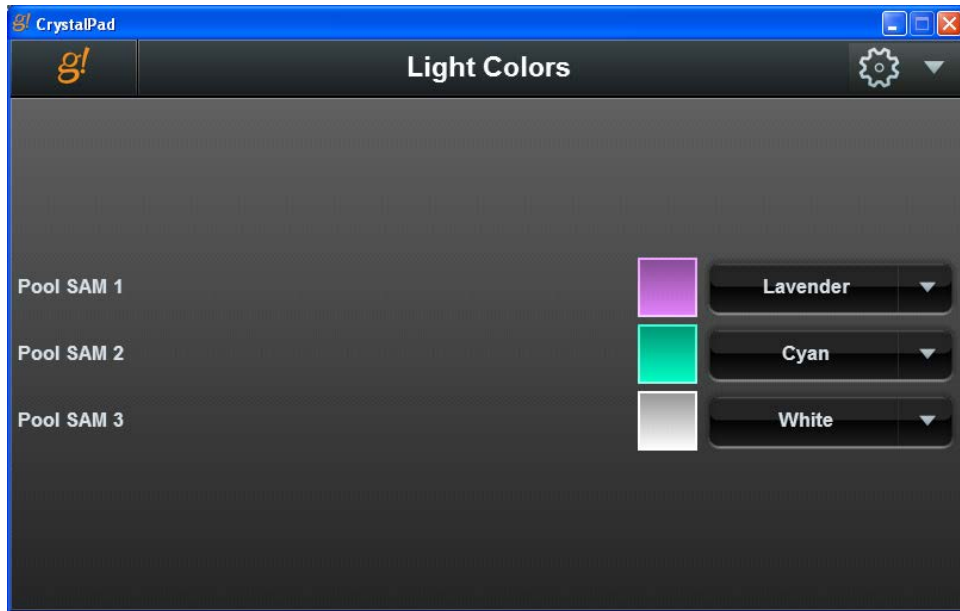 g! CrystalPad
g! Light Colors
Pool SAM 1 Lavender
Pool SAM 2 Cyan
Pool SAM 3 White